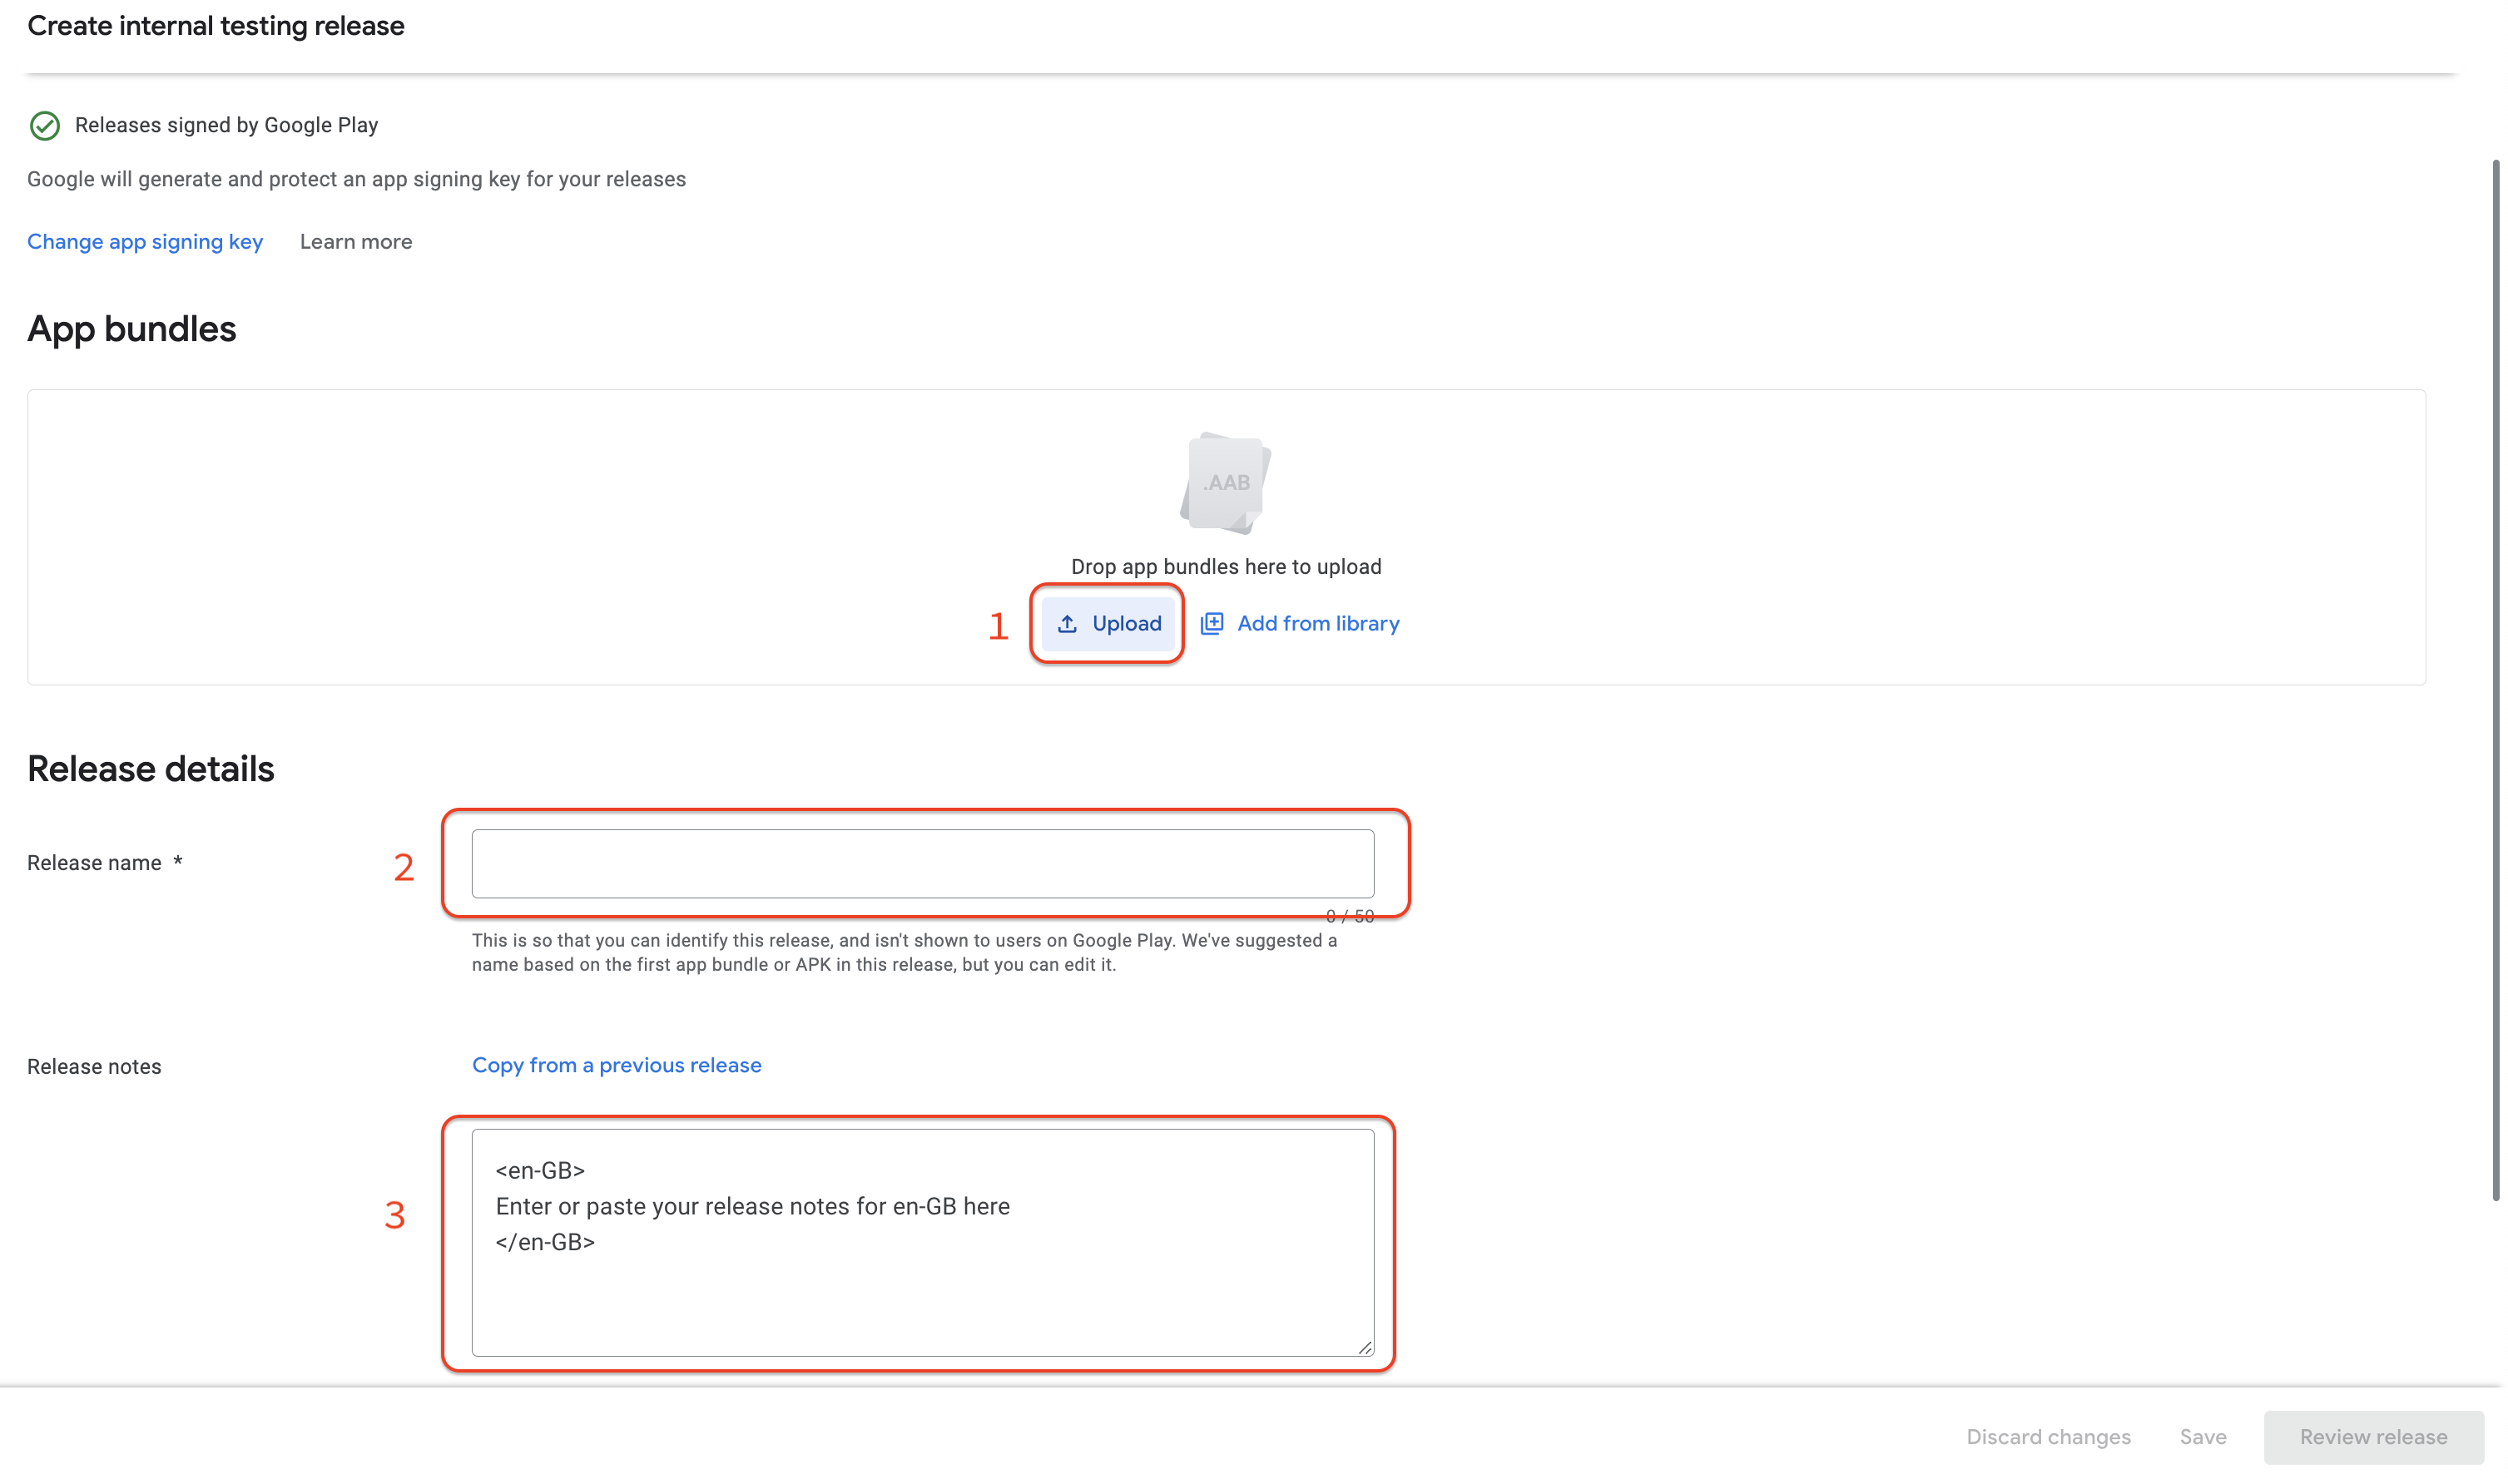 Create internal testing release
Releases signed by Google Play
Google will generate and protect an app signing key for your releases
Change app signing key Learn more
App bundles
.AAB
Drop app bundles here to upload
1 Upload Add from library
Release details
Release name *
2
0 / 50
This is so that you can identify this release, and isn't shown to users on Google Play. We've suggested a
name based on the first app bundle or APK in this release, but you can edit it.
Release notes Copy from a previous release
3
<en-GB>
Enter or paste your release notes for en-GB here
</en-GB>
Discard changes Save Review release